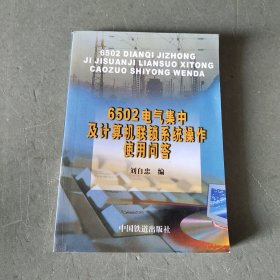 6502 DIANQI JIZHONG
JI JISUANJI LIANSUO XITONG
CAOZUO SHIYONG WENDA
6502电气集中
及计算机联锁系统操作
使用问答
刘自忠 编
中国铁道出版社